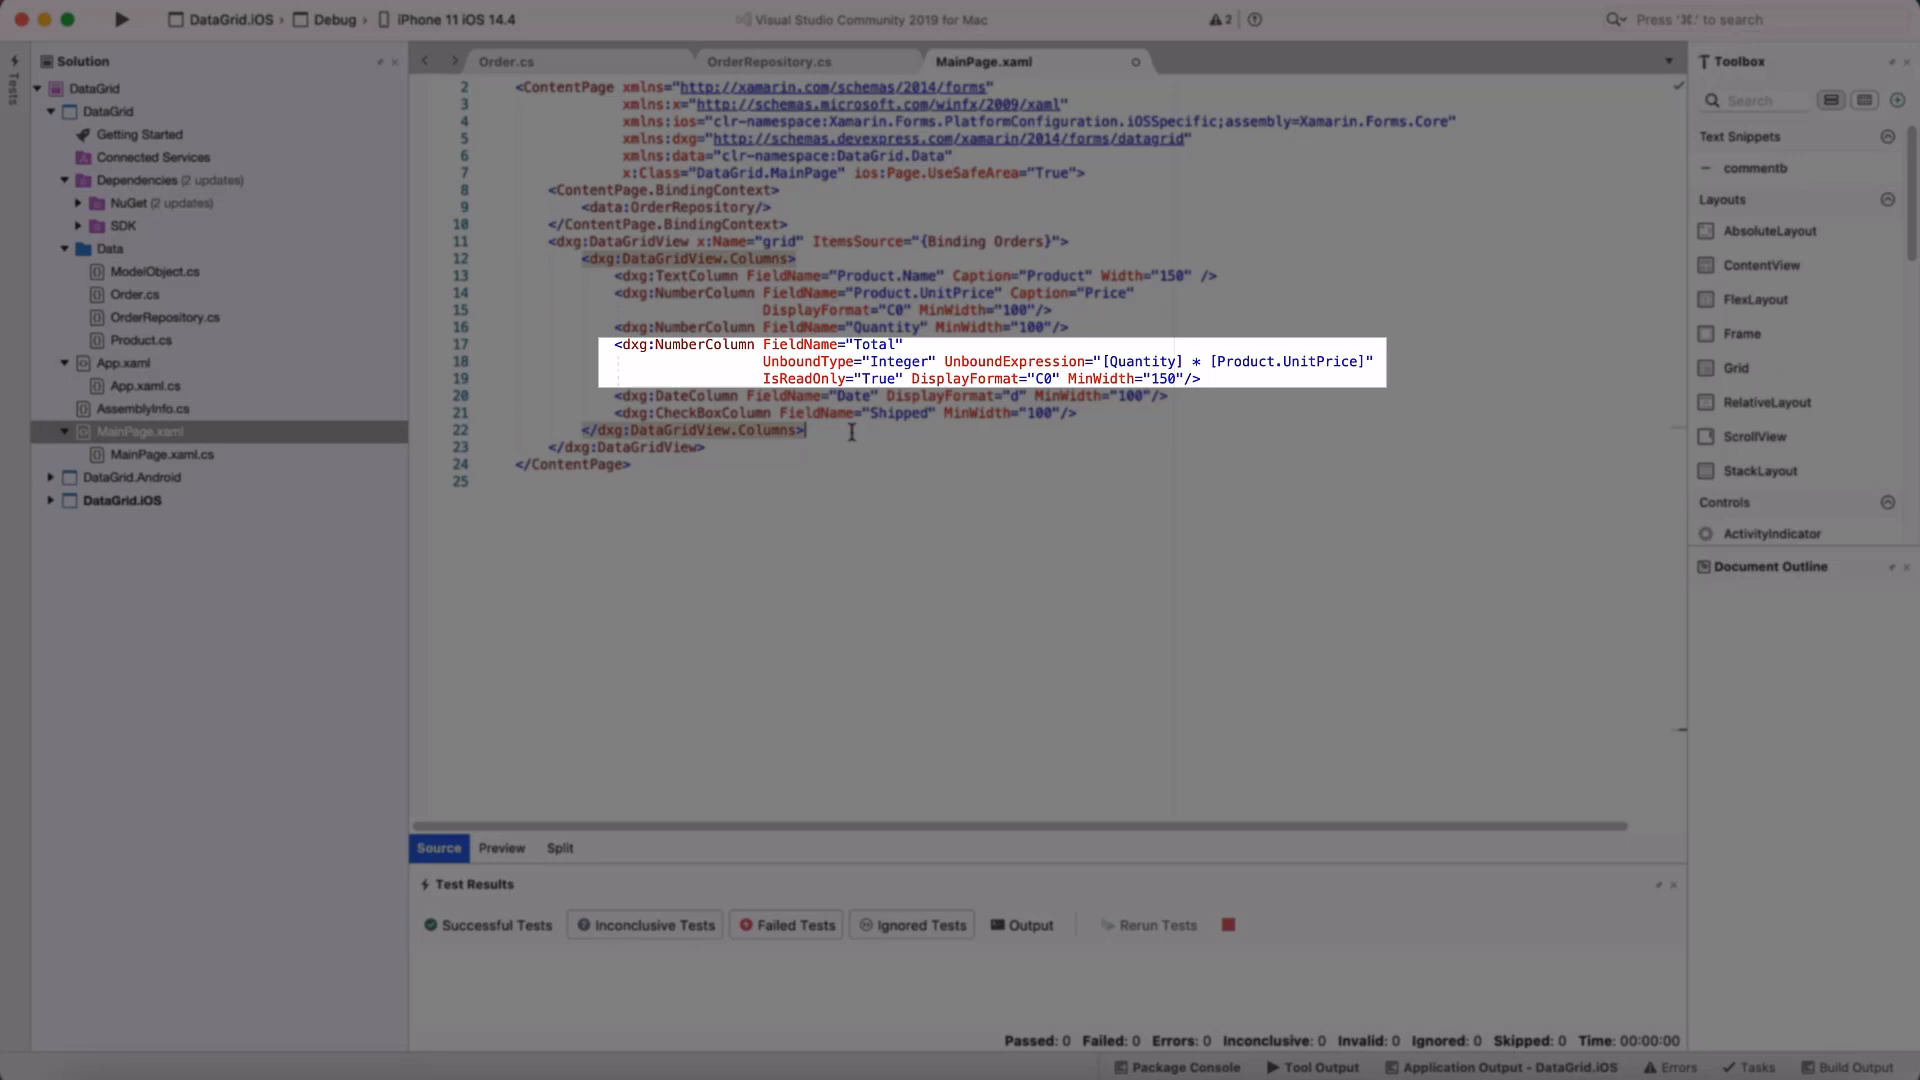 DataGrid.iOS › Debug › iPhone 11 iOS 14.4
Visual Studio Community 2019 for Mac
2
Press '⌘.' to search
Tests
Solution
DataGrid
DataGrid
Getting Started
Connected Services
Dependencies (2 updates)
NuGet (2 updates)
SDK
Data
ModelObject.cs
Order.cs
OrderRepository.cs
Product.cs
App.xaml
App.xaml.cs
AssemblyInfo.cs
MainPage.xaml
MainPage.xaml.cs
DataGrid.Android
DataGrid.iOS
Order.cs
OrderRepository.cs
MainPage.xaml
2 <ContentPage xmlns="http://xamarin.com/schemas/2014/forms"
3 xmlns:x="http://schemas.microsoft.com/winfx/2009/xaml"
4 xmlns:ios="clr-namespace:Xamarin.Forms.PlatformConfiguration.iOSSpecific;assembly=Xamarin.Forms.Core"
5 xmlns:dxg="http://schemas.devexpress.com/xamarin/2014/forms/datagrid"
6 xmlns:data="clr-namespace:DataGrid.Data"
7 x:Class="DataGrid.MainPage" ios:Page.UseSafeArea="True">
8 <ContentPage.BindingContext>
9 <data:OrderRepository/>
10 </ContentPage.BindingContext>
11 <dxg:DataGridView x:Name="grid" ItemsSource="{Binding Orders}">
12 <dxg:DataGridView.Columns>
13 <dxg:TextColumn FieldName="Product.Name" Caption="Product" Width="150" />
14 <dxg:NumberColumn FieldName="Product.UnitPrice" Caption="Price"
15 DisplayFormat="C0" MinWidth="100"/>
16 <dxg:NumberColumn FieldName="Quantity" MinWidth="100"/>
17 <dxg:NumberColumn FieldName="Total"
18 UnboundType="Integer" UnboundExpression="[Quantity] * [Product.UnitPrice]"
19 IsReadOnly="True" DisplayFormat="C0" MinWidth="150"/>
20 <dxg:DateColumn FieldName="Date" DisplayFormat="d" MinWidth="100"/>
21 <dxg:CheckBoxColumn FieldName="Shipped" MinWidth="100"/>
22 </dxg:DataGridView.Columns>
23 </dxg:DataGridView>
24 </ContentPage>
25
Source Preview Split
Test Results
Successful Tests Inconclusive Tests Failed Tests Ignored Tests Output Rerun Tests
Passed: 0 Failed: 0 Errors: 0 Inconclusive: 0 Invalid: 0 Ignored: 0 Skipped: 0 Time: 00:00:00
Toolbox
Search
Text Snippets
commentb
Layouts
AbsoluteLayout
ContentView
FlexLayout
Frame
Grid
RelativeLayout
ScrollView
StackLayout
Controls
ActivityIndicator
Document Outline
Package Console Tool Output Application Output - DataGrid.iOS Errors Tasks Build Output